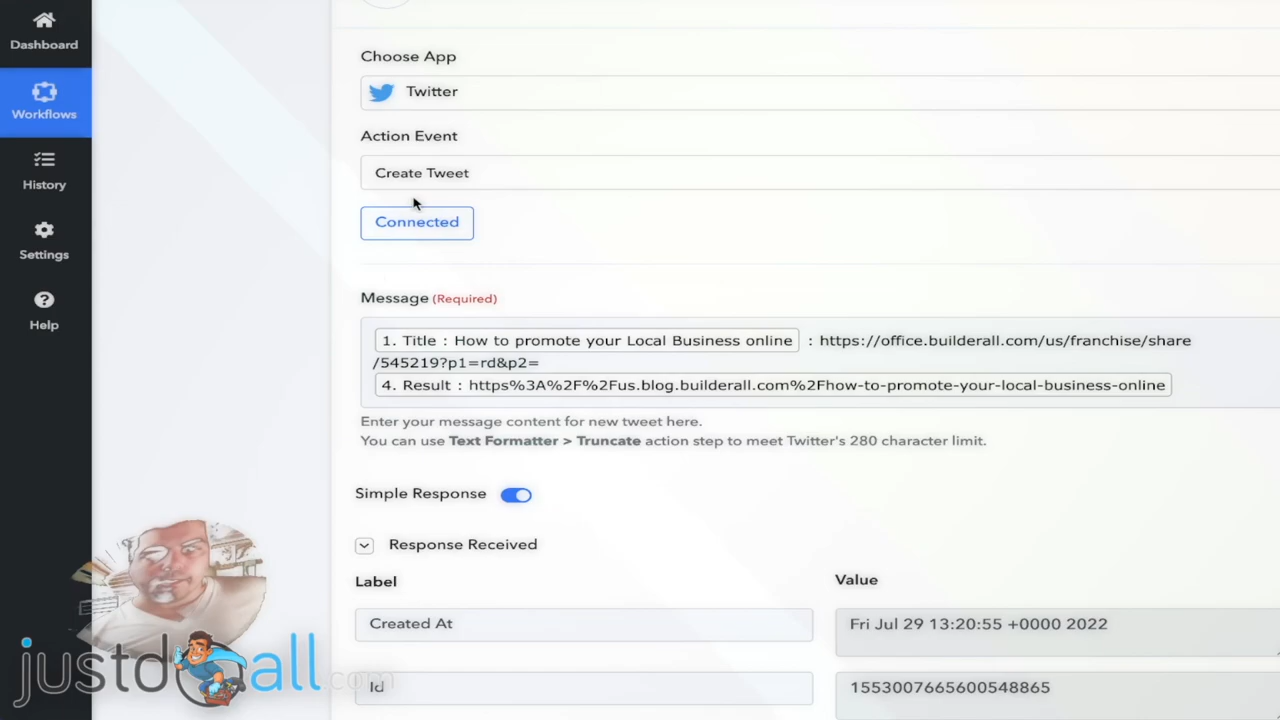 Dashboard
Workflows
History
Settings
Help
Choose App
Twitter
Action Event
Create Tweet
Connected
Message (Required)
1. Title : How to promote your Local Business online : https://office.builderall.com/us/franchise/share
/545219?p1=rd&p2=
4. Result : https%3A%2F%2Fus.blog.builderall.com%2Fhow-to-promote-your-local-business-online
Enter your message content for new tweet here.
You can use Text Formatter > Truncate action step to meet Twitter's 280 character limit.
Simple Response
Response Received
Label Value
Created At Fri Jul 29 13:20:55 +0000 2022
Id 1553007665600548865
justdoall.com